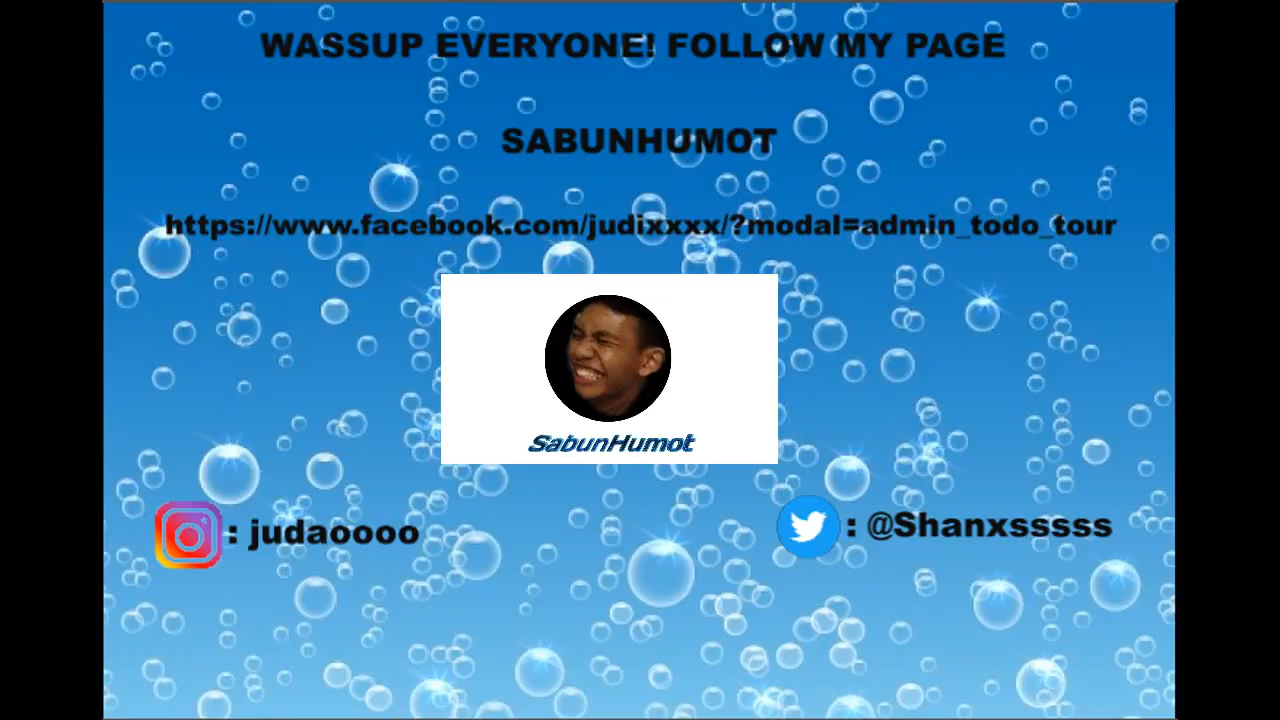 WASSUP EVERYONE! FOLLOW MY PAGE
SABUNHUMOT
https://www.facebook.com/judixxxx/?modal=admin_todo_tour
SabunHumot
: judaoooo
: @Shanxsssss